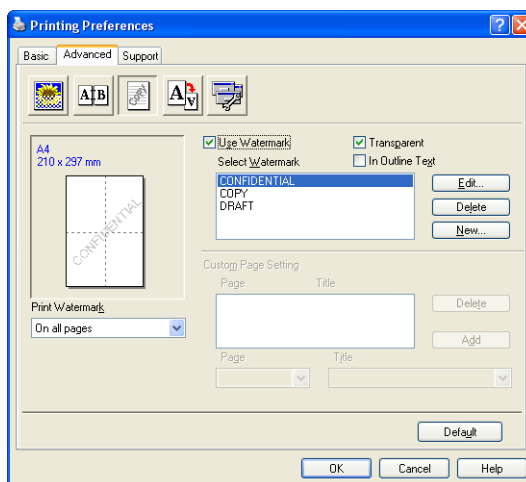 Printing Preferences
Basic Advanced Support
A B
A A
A4
210 x 297 mm
CONFIDENTIAL
Print Watermark
On all pages
Use Watermark
Transparent
Select Watermark
In Outline Text
CONFIDENTIAL
COPY
DRAFT
Edit...
Delete
New...
Custom Page Setting
Page Title
Delete
Add
Page Title
Default
OK Cancel Help